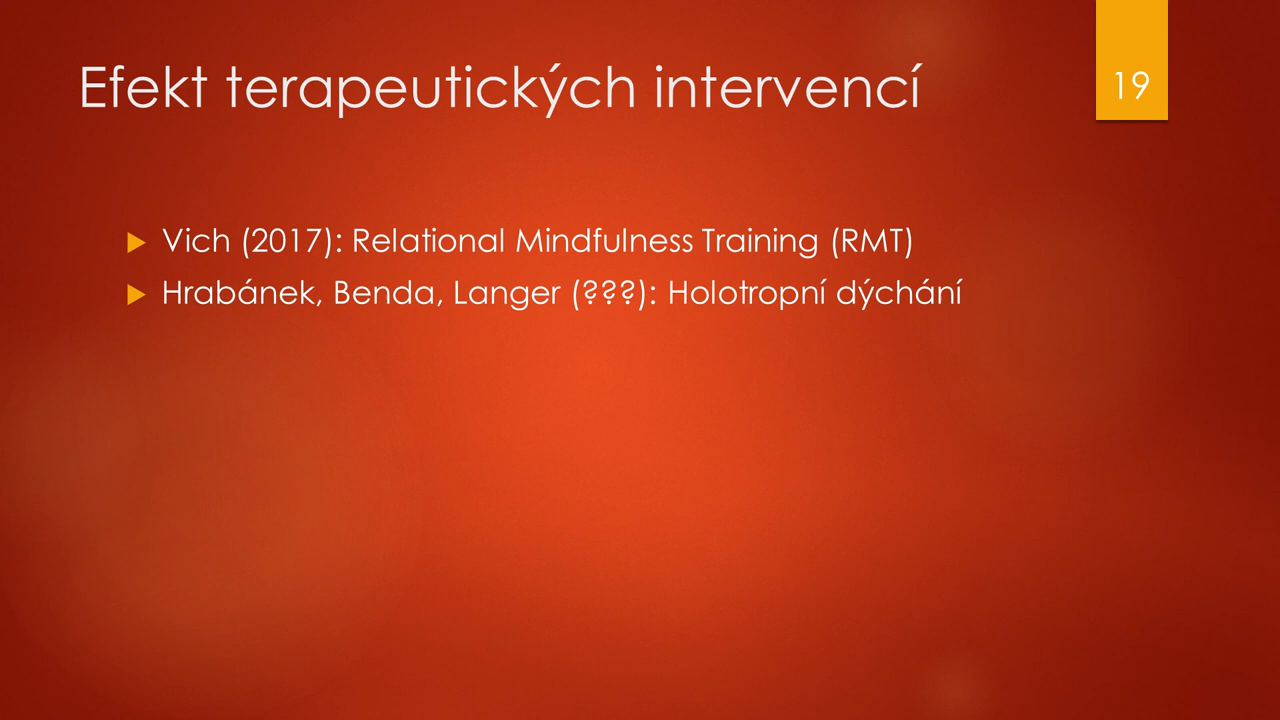 Efekt terapeutických intervencí
19
Vich (2017): Relational Mindfulness Training (RMT)
Hrabánek, Benda, Langer (???): Holotropní dýchání